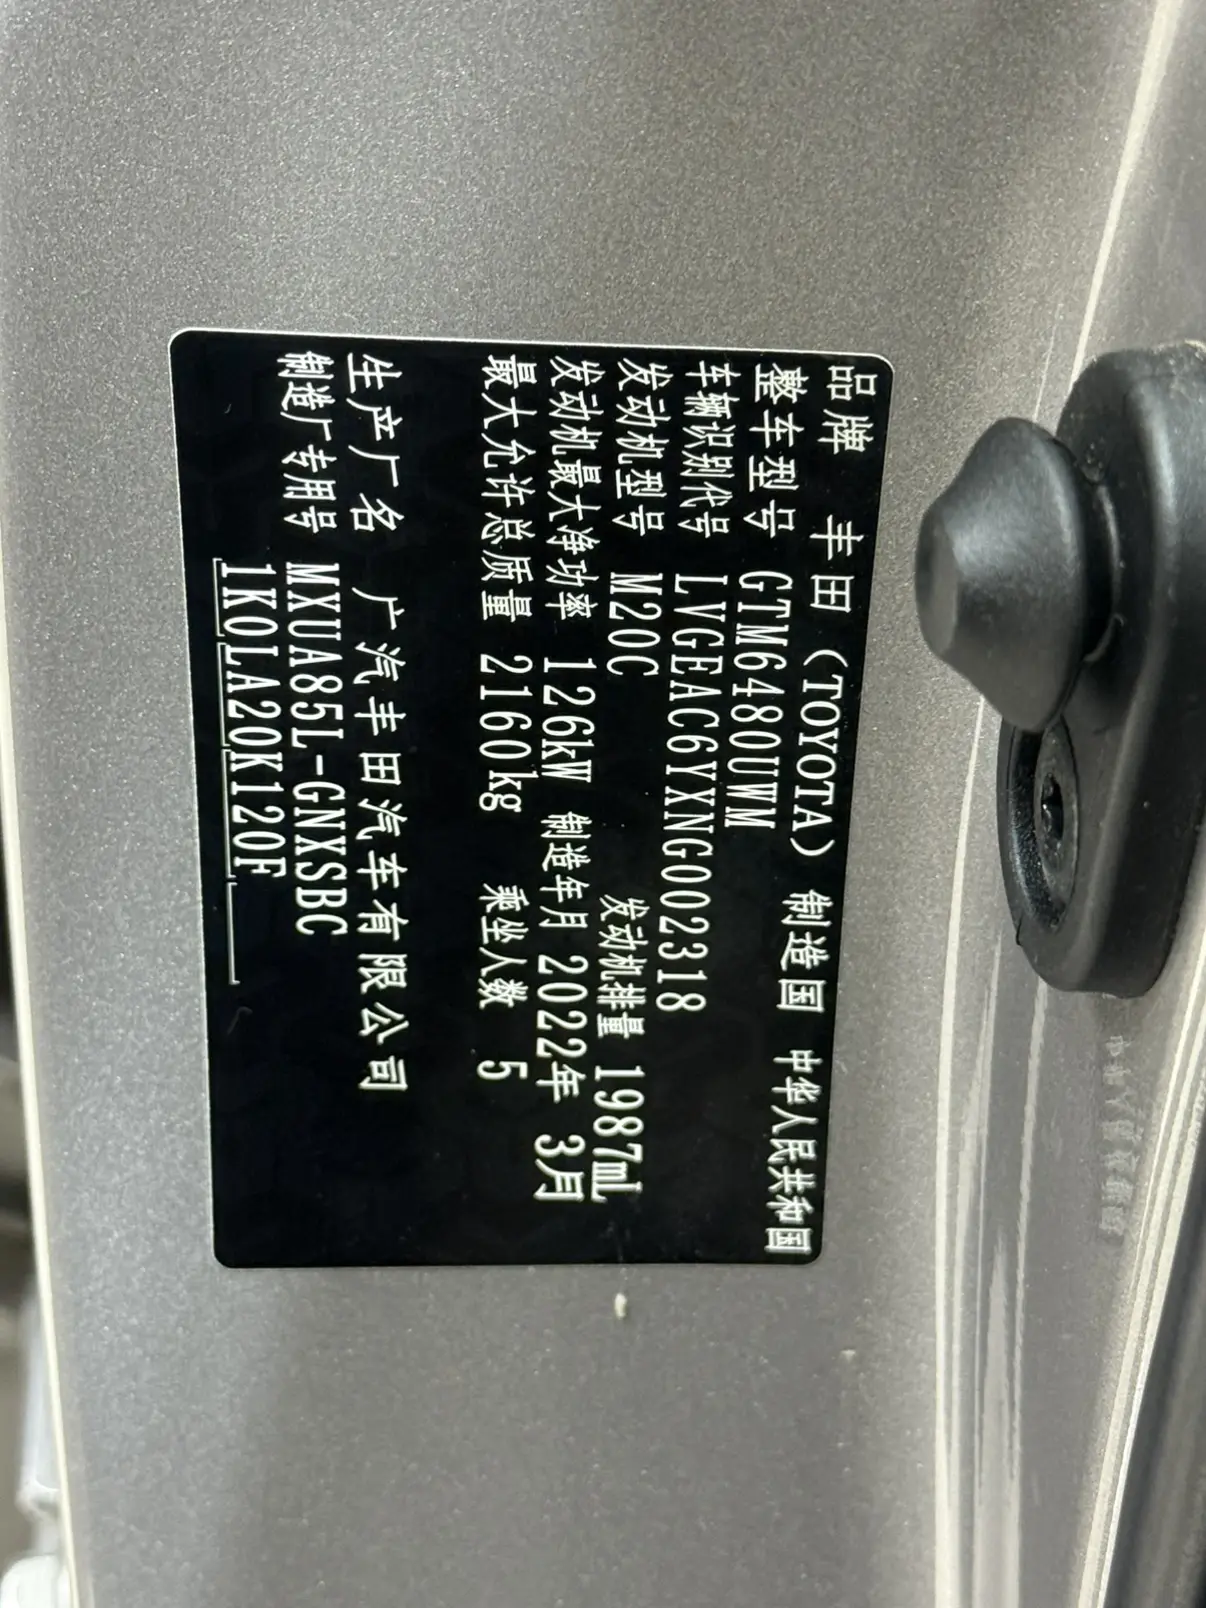 品牌 丰田（TOYOTA） 制造国 中华人民共和国
整车型号 GTM6480UWM
车辆识别代号 LVGEAC6YXNG002318
发动机型号 M20C 发动机排量 1987mL
发动机最大净功率 126kW 制造年月 2022年 3月
最大允许总质量 2160kg 乘坐人数 5
生产厂名 广汽丰田汽车有限公司
制造厂专用号 MXUA85L-GNXSBC
1K0LA20K120F